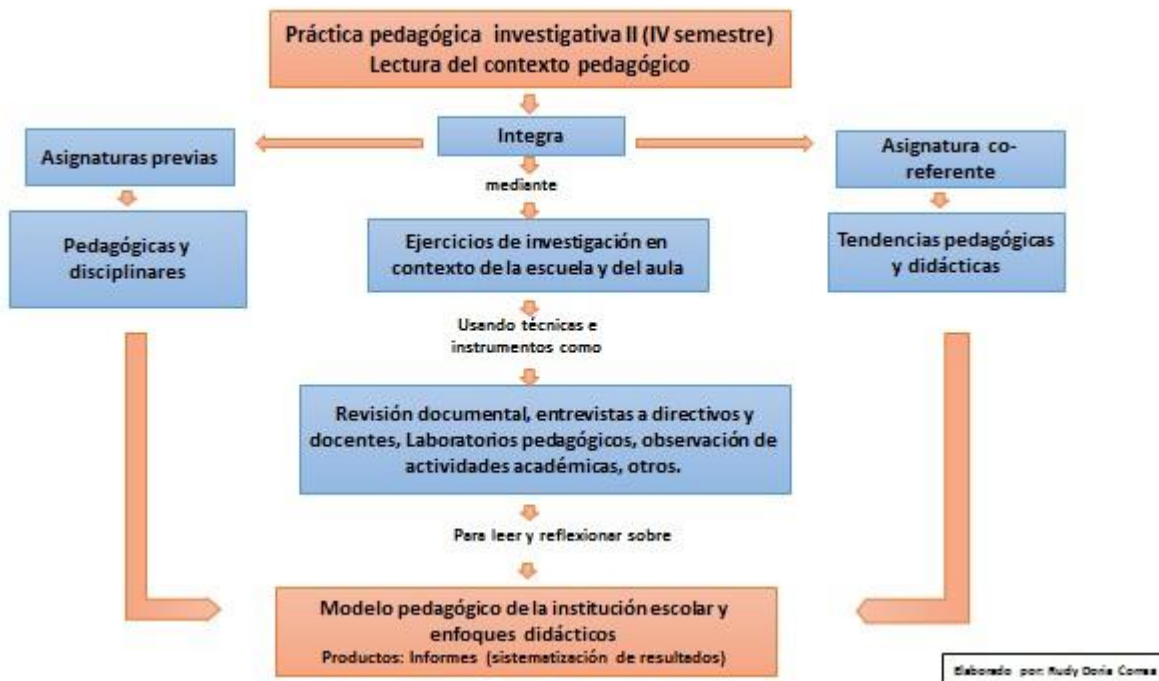 Práctica pedagógica investigativa II (IV semestre)
Lectura del contexto pedagógico
Integra
Asignaturas previas
Asignatura co-
referente
mediante
Pedagógicas y
disciplinares
Ejercicios de investigación en
contexto de la escuela y del aula
Tendencias pedagógicas
y didácticas
Usando técnicas e
instrumentos como
Revisión documental, entrevistas a directivos y
docentes, Laboratorios pedagógicos, observación de
actividades académicas, otros.
Para leer y reflexionar sobre
Modelo pedagógico de la institución escolar y
enfoques didácticos
Productos: Informes (sistematización de resultados)
Elaborado por: Rudy Doria Correa